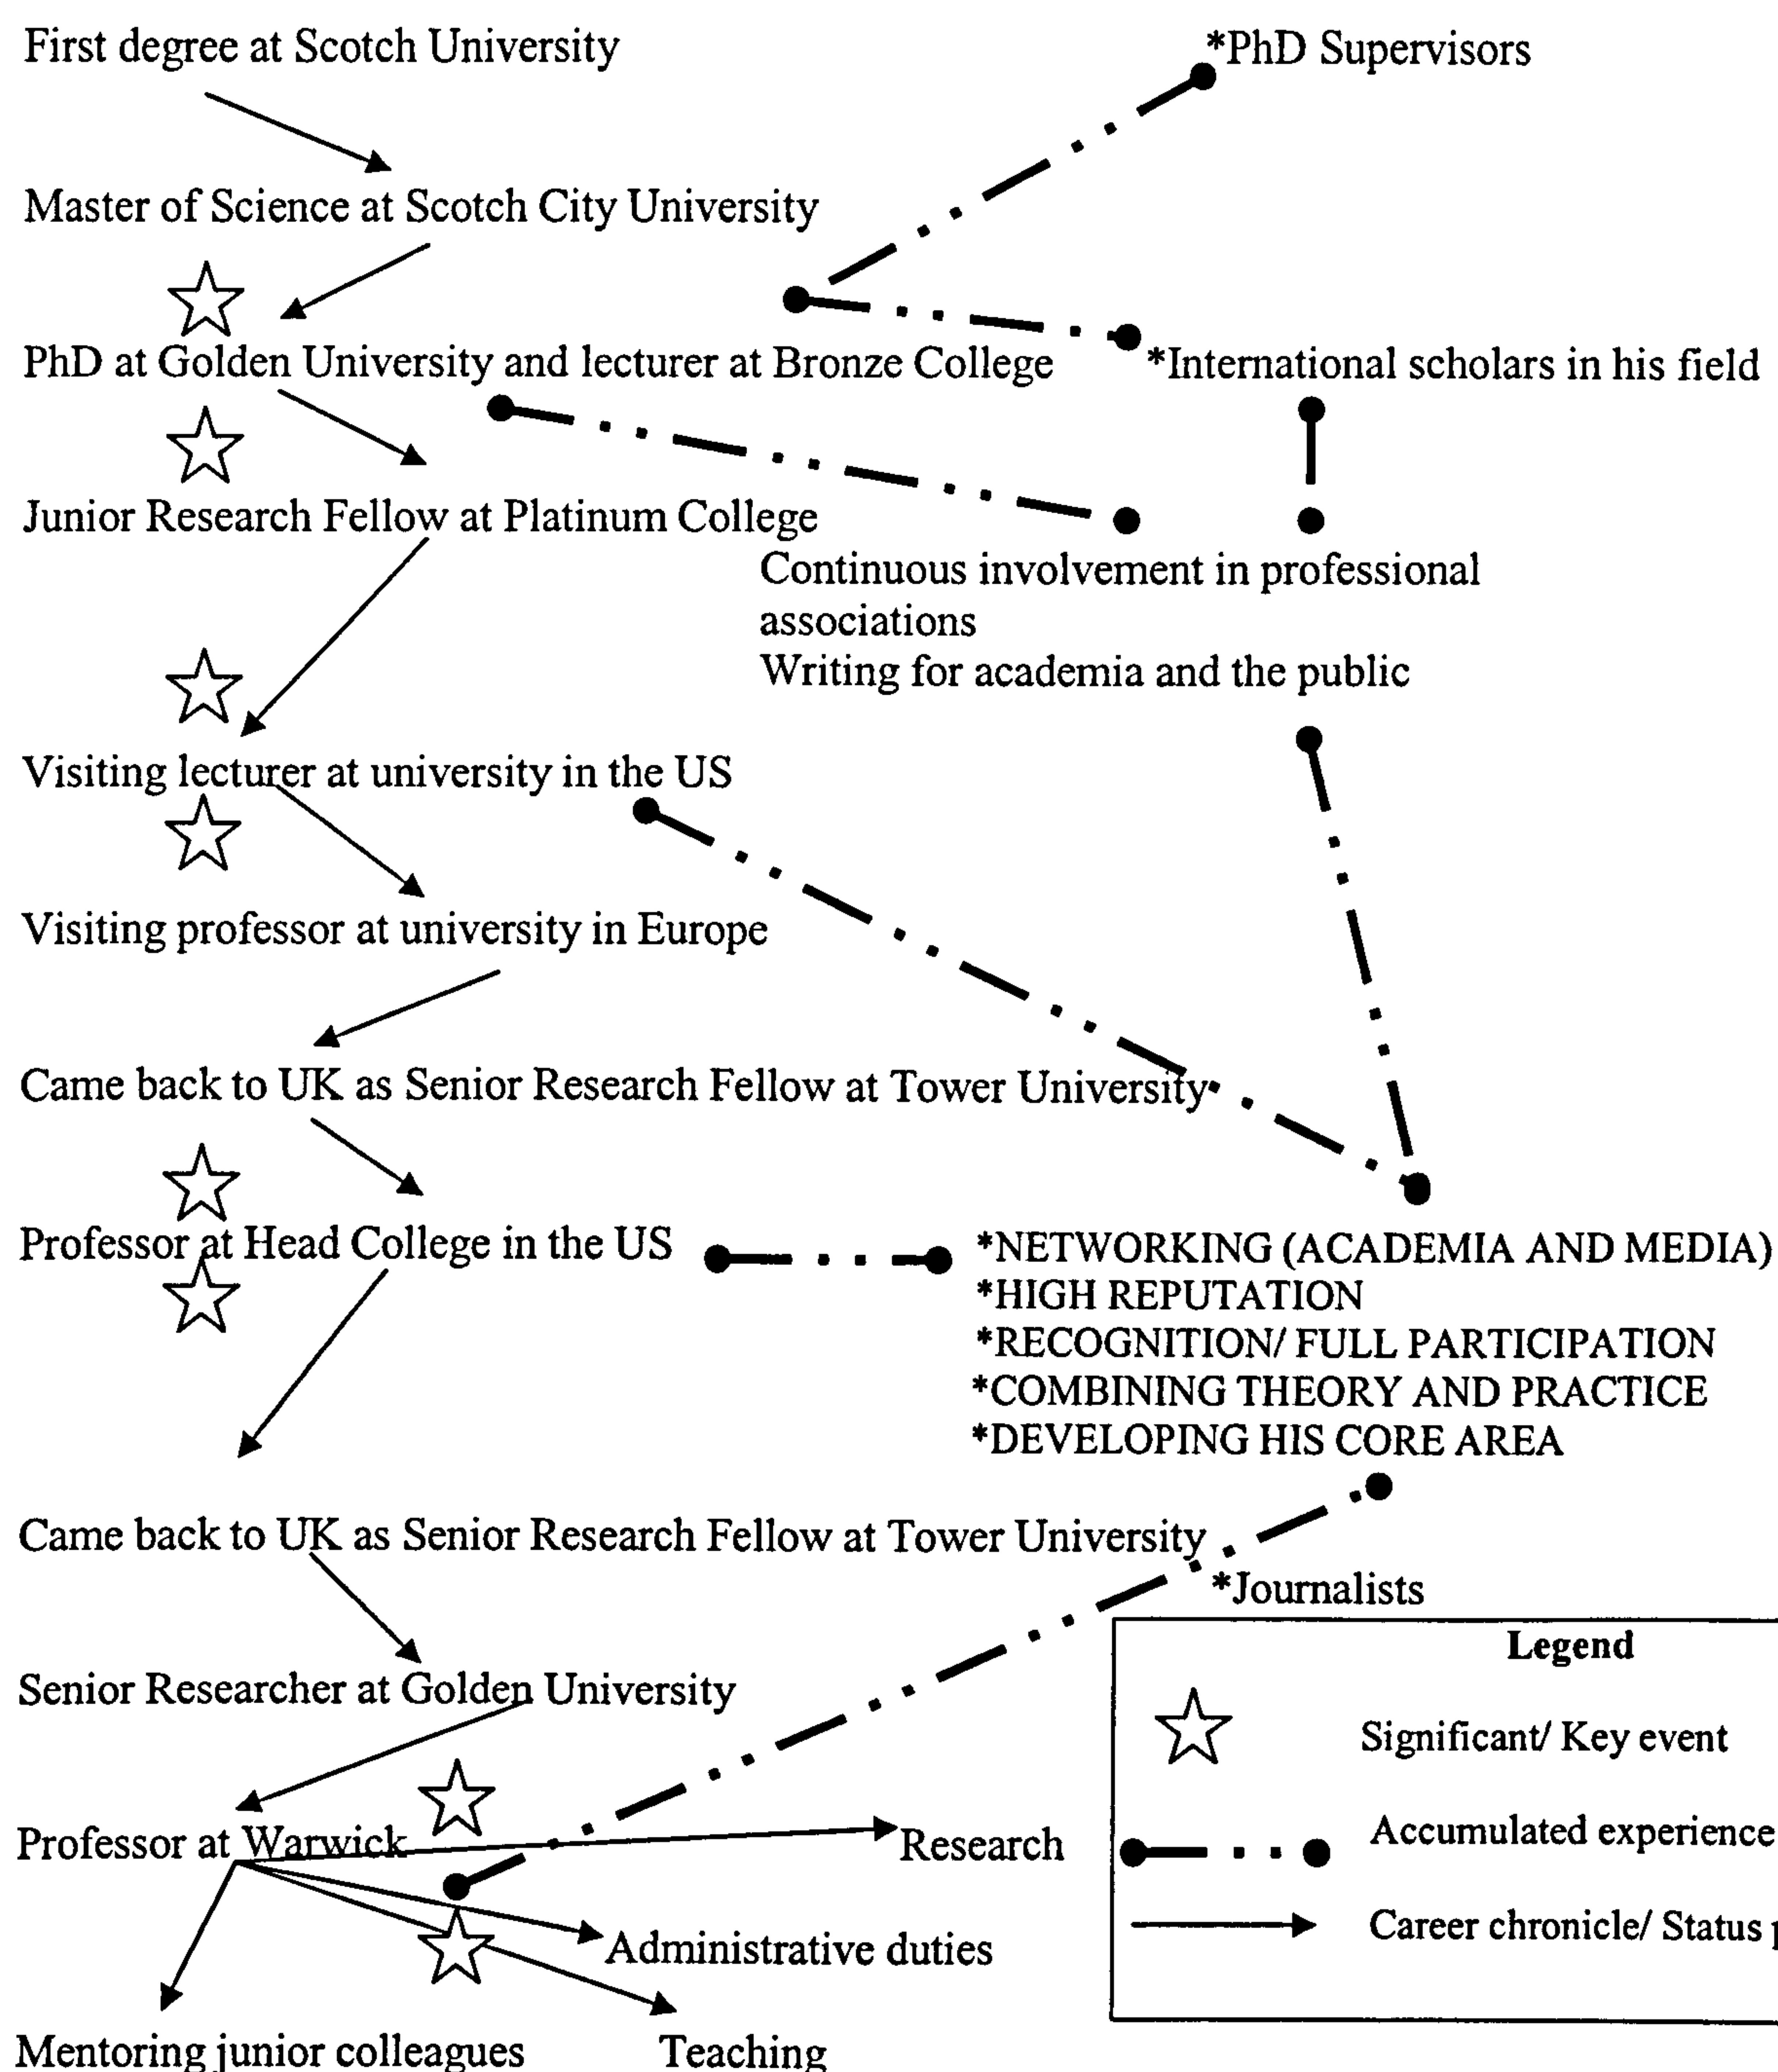 First degree at Scotch University
*PhD Supervisors
Master of Science at Scotch City University
PhD at Golden University and lecturer at Bronze College
*International scholars in his field
Junior Research Fellow at Platinum College
Continuous involvement in professional
associations
Writing for academia and the public
Visiting lecturer at university in the US
Visiting professor at university in Europe
Came back to UK as Senior Research Fellow at Tower University
Professor at Head College in the US
*NETWORKING (ACADEMIA AND MEDIA)
*HIGH REPUTATION
*RECOGNITION/ FULL PARTICIPATION
*COMBINING THEORY AND PRACTICE
*DEVELOPING HIS CORE AREA
Came back to UK as Senior Research Fellow at Tower University
*Journalists
Senior Researcher at Golden University
Professor at Warwick
Research
Administrative duties
Mentoring junior colleagues
Teaching
Legend
Significant/ Key event
Accumulated experience
Career chronicle/ Status